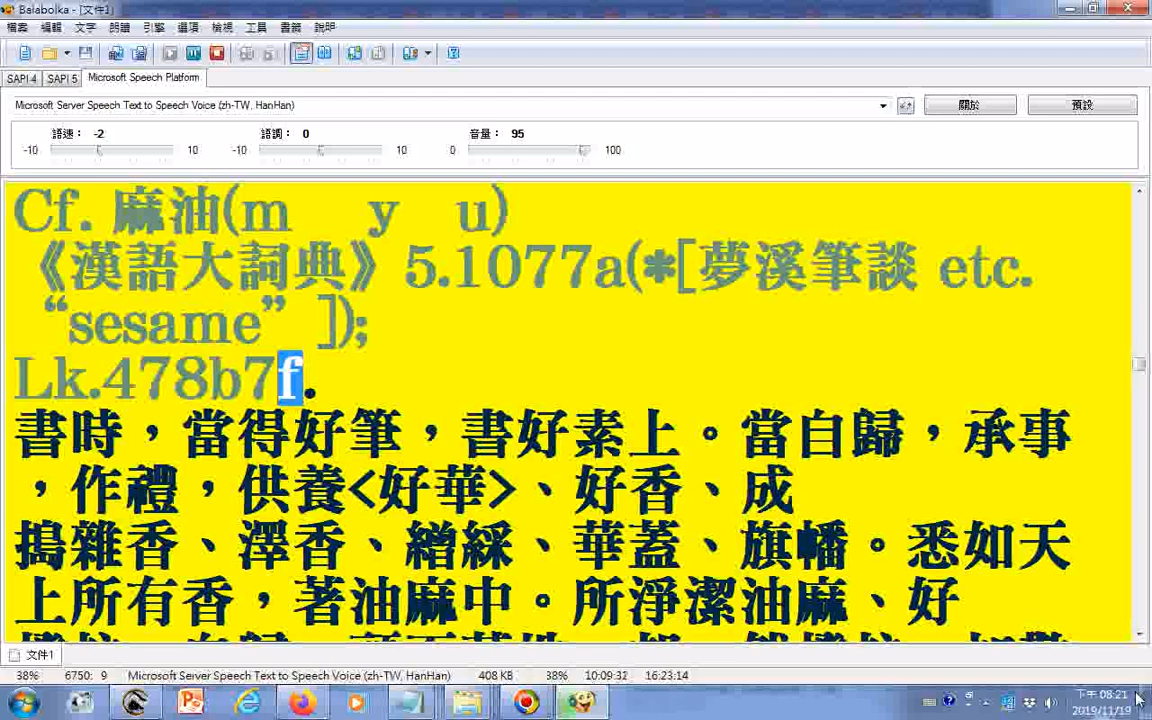 Balabolka - [文件1]
檔案 編輯 文字 朗讀 引擎 選項 檢視 工具 書籤 說明
SAPI 4 SAPI 5 Microsoft Speech Platform
Microsoft Server Speech Text to Speech Voice (zh-TW, HanHan) 關於 預設
語速： -2 語調： 0 音量： 95
-10 10 -10 10 0 100
Cf. 麻油(m y u)
《漢語大詞典》 5.1077a(*[夢溪筆談 etc.
“sesame” ]);
Lk.478b7f.
書時，當得好筆，書好素上。當自歸，承事
，作禮，供養<好華>、好香、成
搗雜香、澤香、繒綵、華蓋、旗幡。悉如天
上所有香，著油麻中。所淨潔油麻、好
文件1
38% 6750: 9 Microsoft Server Speech Text to Speech Voice (zh-TW, HanHan) 408 KB 38% 10:09:32 16:23:14
下午 08:21
2019/11/19